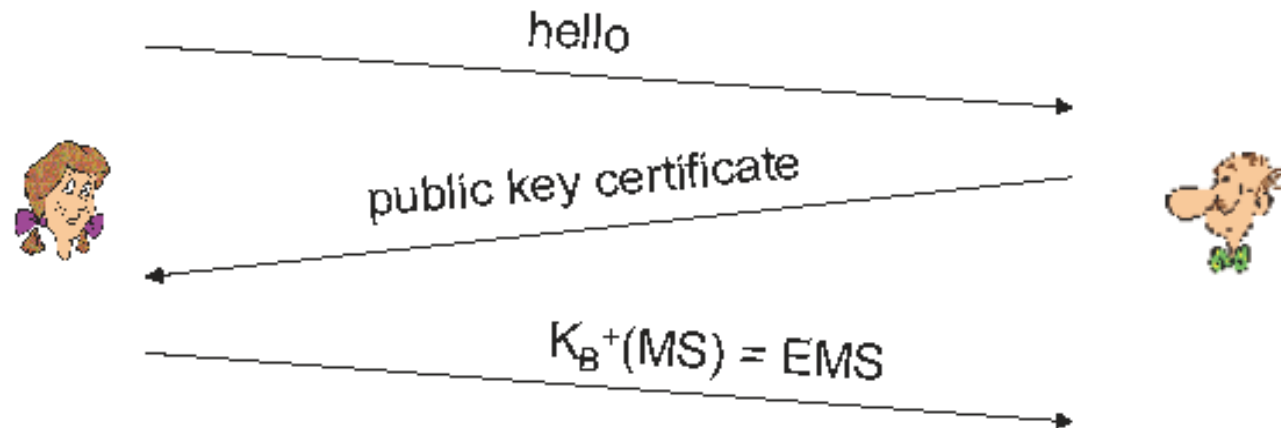 hello
public key certificate
K_B^+(MS) = EMS